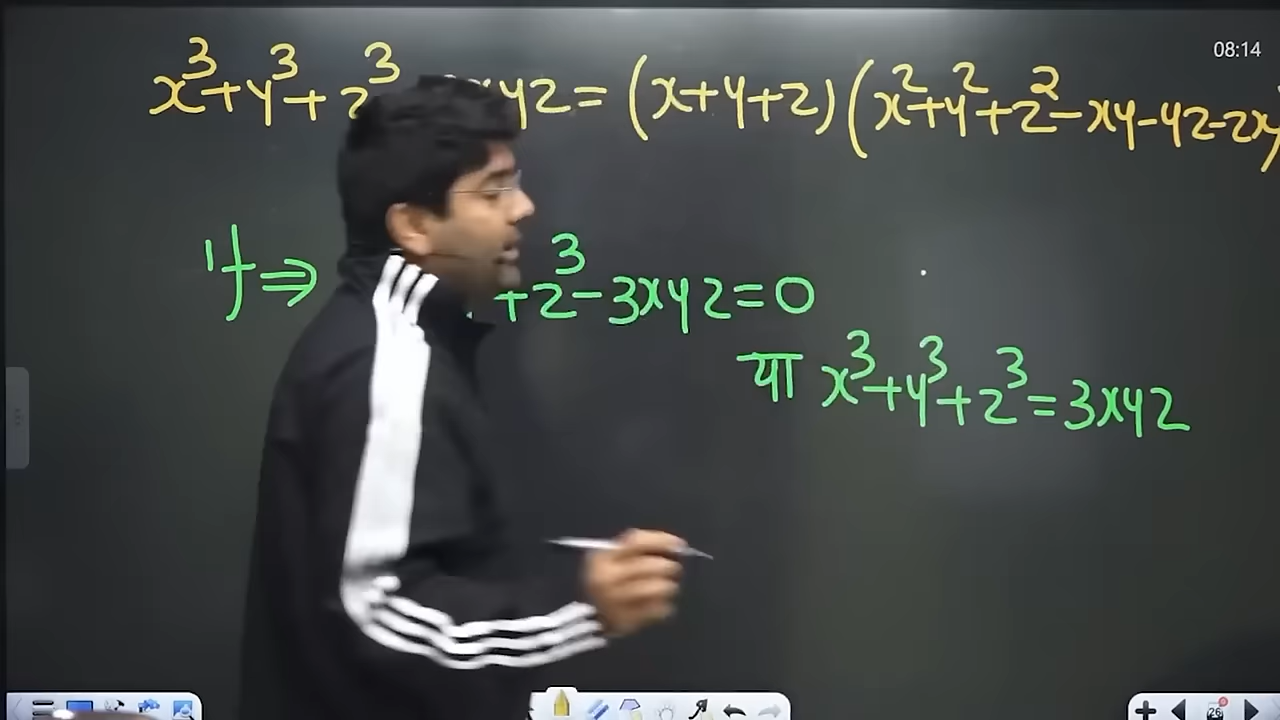 08:14
x³+y³+z³ xyz=(x+y+z)(x²+y²+z²-xy-yz-zx)
if⇒ +z³-3xyz=0
या x³+y³+z³=3xyz